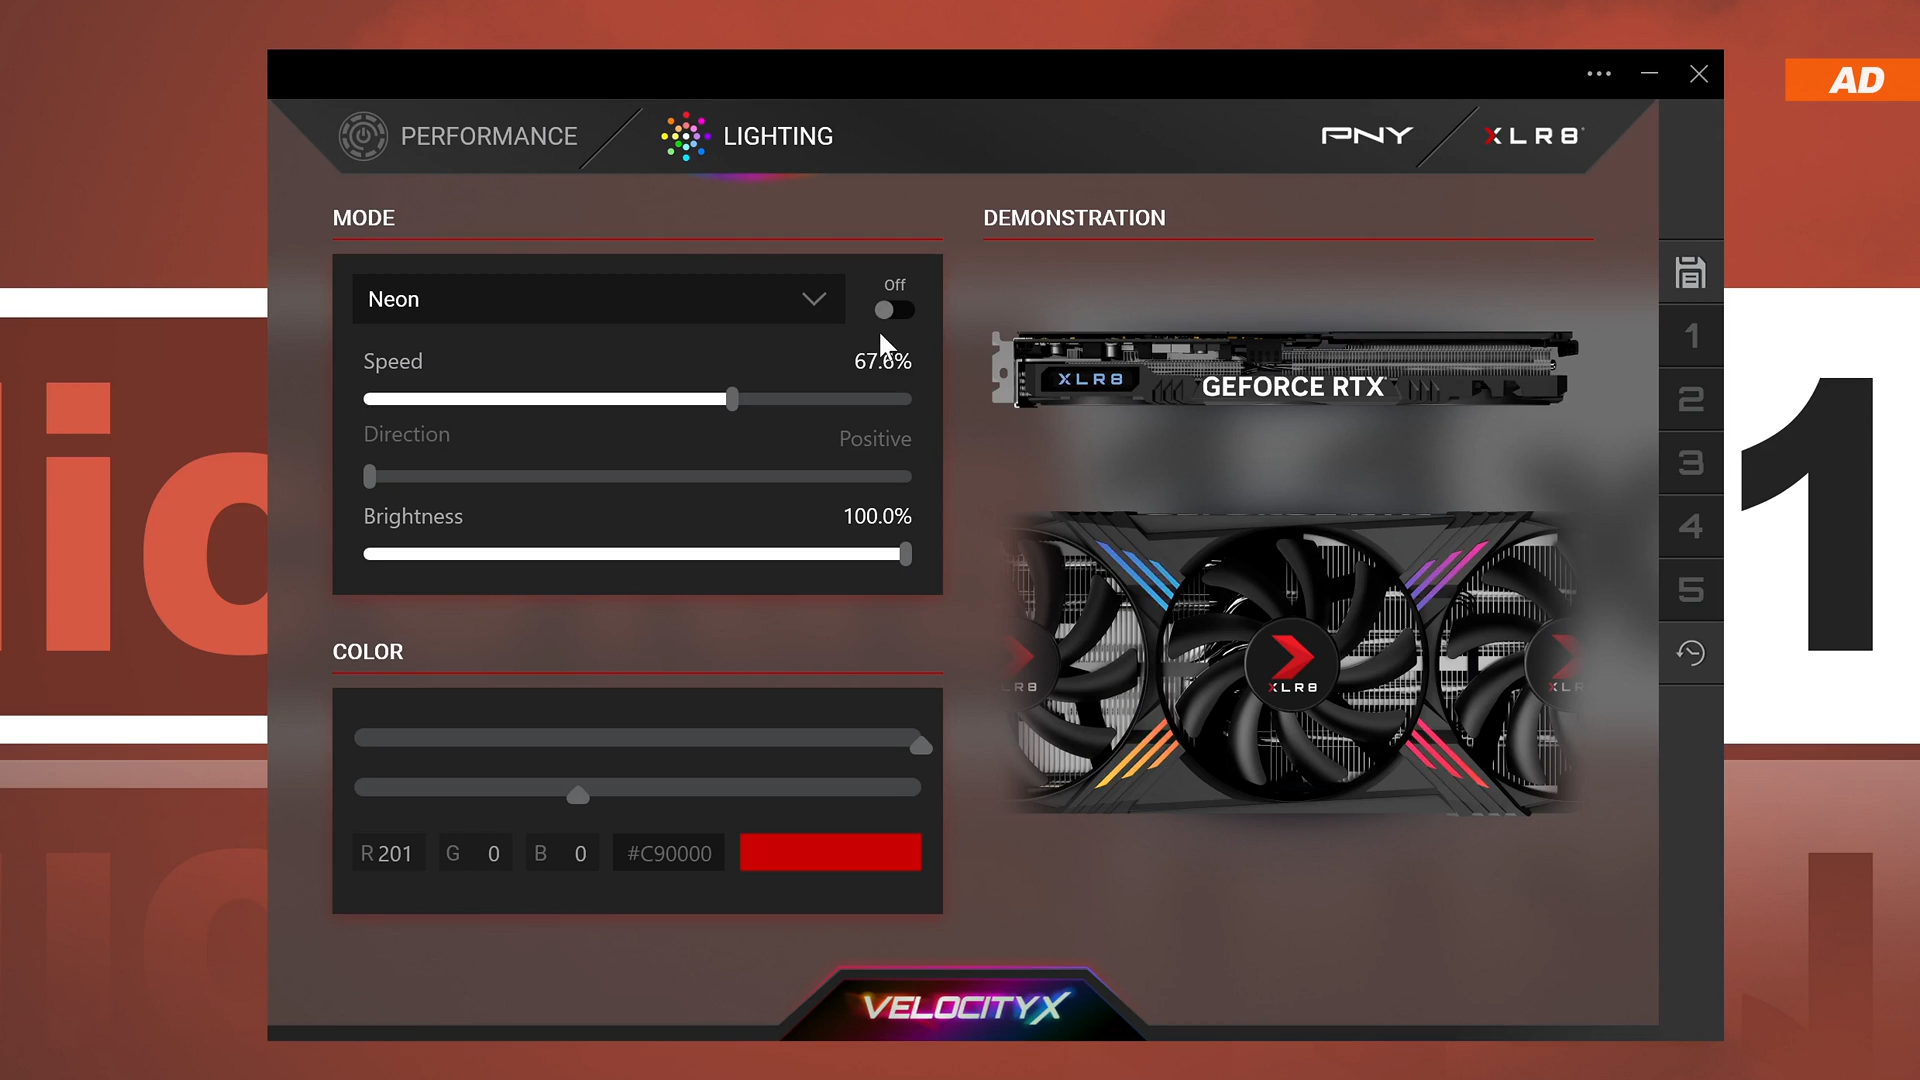 AD
PERFORMANCE
LIGHTING
PNY
XLR8
MODE
Neon
Off
Speed
67.6%
Direction
Positive
Brightness
100.0%
DEMONSTRATION
XLR8
GEFORCE RTX
XLR8
COLOR
R 201
G 0
B 0
#C90000
1
2
3
4
5
VELOCITYX
1